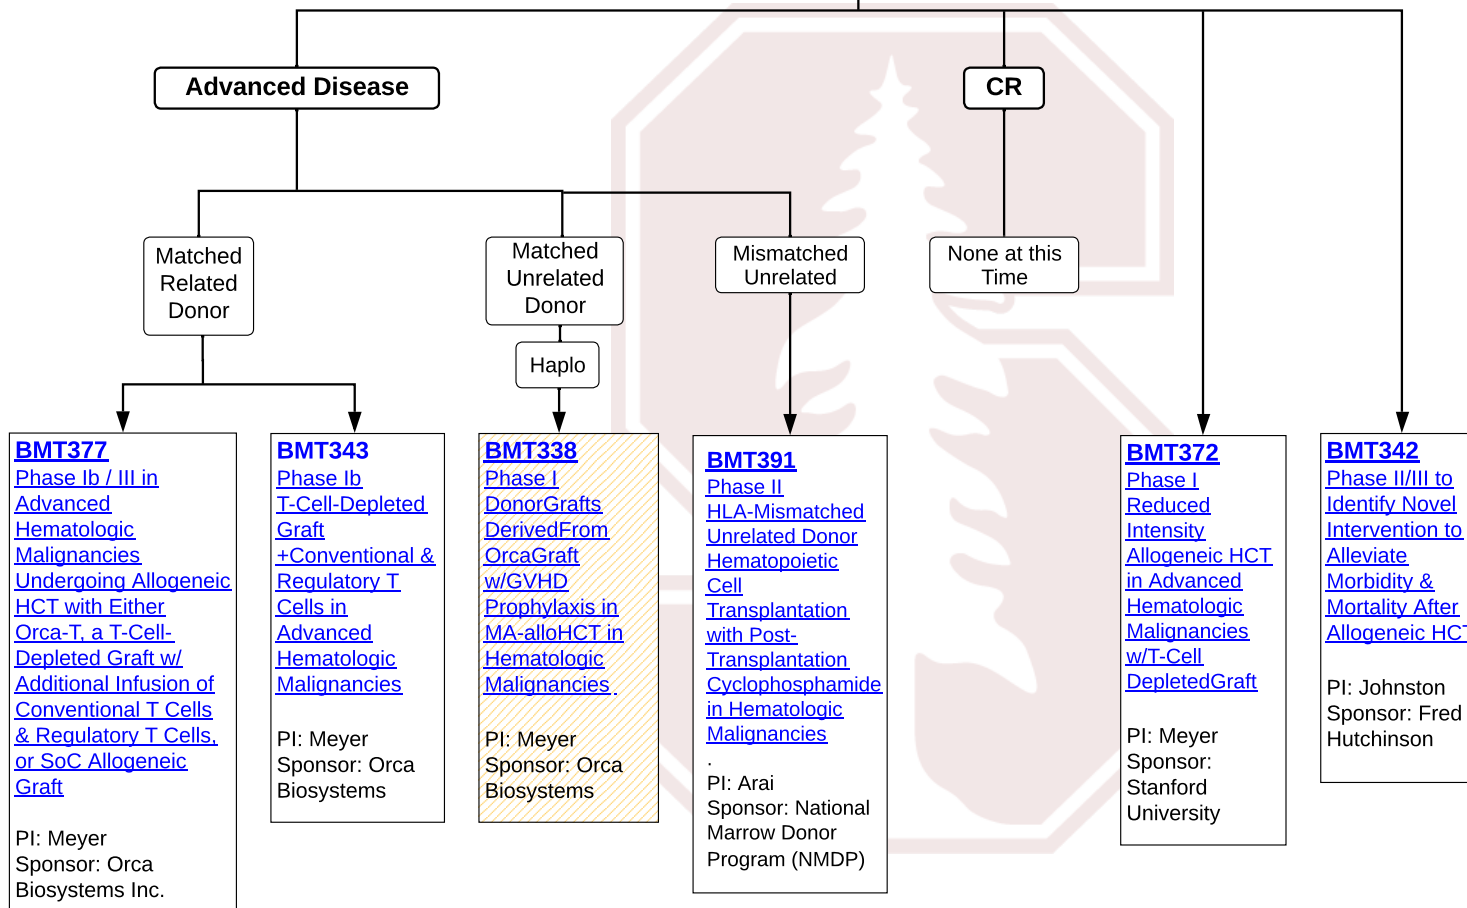 Advanced Disease
CR
Matched
Related
Donor
Matched
Unrelated
Donor
Haplo
Mismatched
Unrelated
None at this
Time
BMT377
Phase Ib / III in
Advanced
Hematologic
Malignancies
Undergoing Allogeneic
HCT with Either
Orca-T, a T-Cell-
Depleted Graft w/
Additional Infusion of
Conventional T Cells
& Regulatory T Cells,
or SoC Allogeneic
Graft
PI: Meyer
Sponsor: Orca
Biosystems Inc.
BMT343
Phase Ib
T-Cell-Depleted
Graft
+Conventional &
Regulatory T
Cells in
Advanced
Hematologic
Malignancies
PI: Meyer
Sponsor: Orca
Biosystems
BMT338
Phase I
DonorGrafts
DerivedFrom
OrcaGraft
w/GVHD
Prophylaxis in
MA-alloHCT in
Hematologic
Malignancies
PI: Meyer
Sponsor: Orca
Biosystems
BMT391
Phase II
HLA-Mismatched
Unrelated Donor
Hematopoietic
Cell
Transplantation
with Post-
Transplantation
Cyclophosphamide
in Hematologic
Malignancies
.
PI: Arai
Sponsor: National
Marrow Donor
Program (NMDP)
BMT372
Phase I
Reduced
Intensity
Allogeneic HCT
in Advanced
Hematologic
Malignancies
w/T-Cell
DepletedGraft
PI: Meyer
Sponsor:
Stanford
University
BMT342
Phase II/III to
Identify Novel
Intervention to
Alleviate
Morbidity &
Mortality After
Allogeneic HCT
PI: Johnston
Sponsor: Fred
Hutchinson